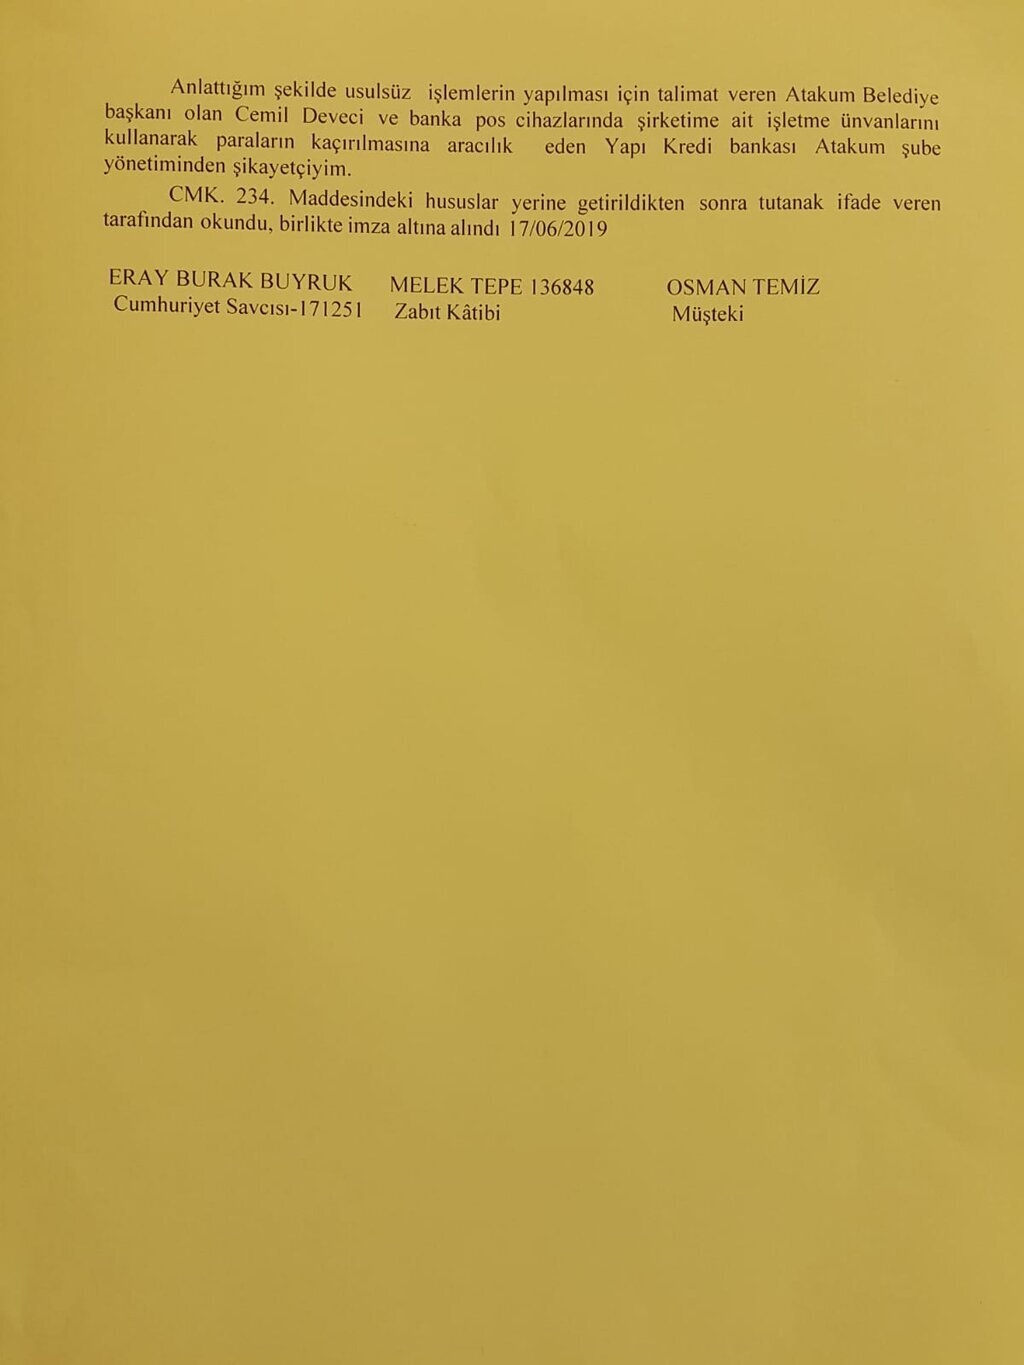 Anlattığım şekilde usulsüz işlemlerin yapılması için talimat veren Atakum Belediye
başkanı olan Cemil Deveci ve banka pos cihazlarında şirketime ait işletme ünvanlarını
kullanarak paraların kaçırılmasına aracılık eden Yapı Kredi bankası Atakum şube
yönetiminden şikayetçiyim.
CMK. 234. Maddesindeki hususlar yerine getirildikten sonra tutanak ifade veren
tarafından okundu, birlikte imza altına alındı 17/06/2019
ERAY BURAK BUYRUK MELEK TEPE 136848 OSMAN TEMİZ
Cumhuriyet Savcısı-171251 Zabıt Kâtibi Müşteki